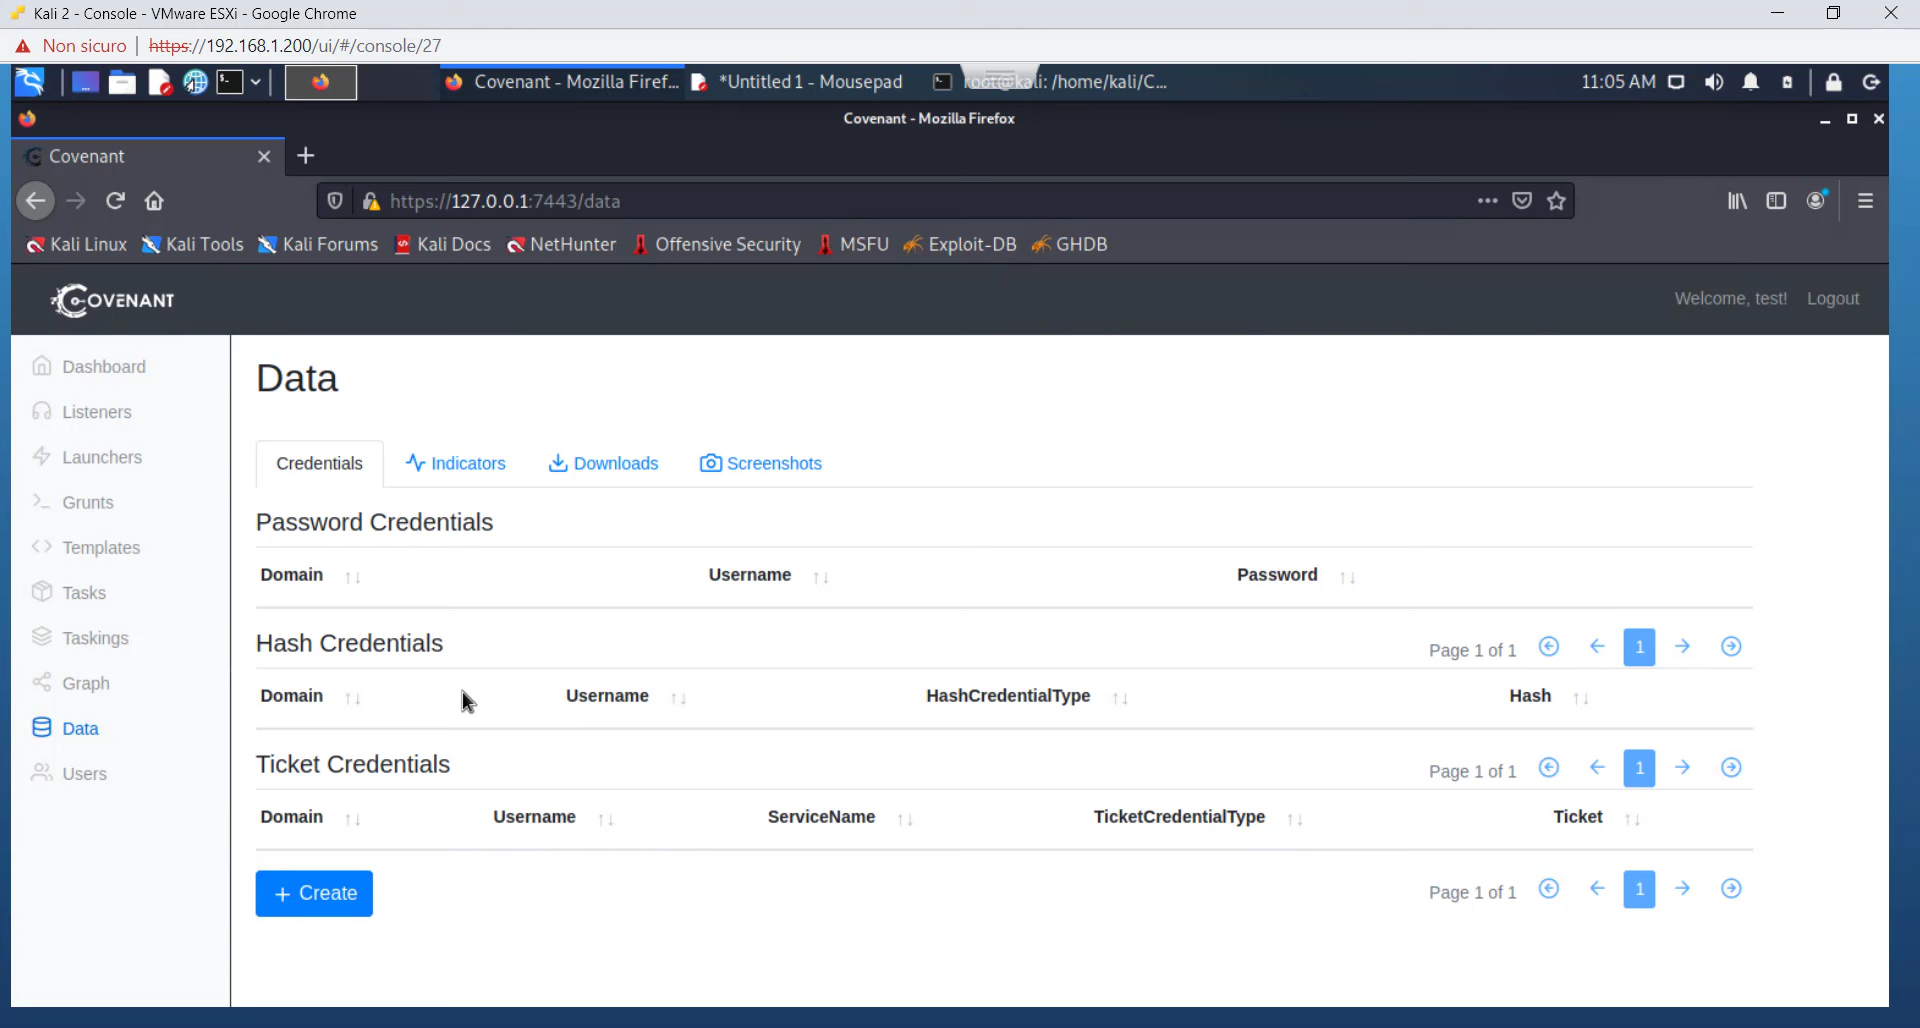 Kali 2 - Console - VMware ESXi - Google Chrome
Non sicuro | https://192.168.1.200/ui/#/console/27
Covenant - Mozilla Firef... *Untitled 1 - Mousepad root@kali: /home/kali/C... 11:05 AM
Covenant - Mozilla Firefox
Covenant
https://127.0.0.1:7443/data
Kali Linux Kali Tools Kali Forums Kali Docs NetHunter Offensive Security MSFU Exploit-DB GHDB
COVENANT Welcome, test! Logout
Dashboard
Listeners
Launchers
Grunts
Templates
Tasks
Taskings
Graph
Data
Users
Data
Credentials Indicators Downloads Screenshots
Password Credentials
Domain Username Password
Hash Credentials Page 1 of 1 1
Domain Username HashCredentialType Hash
Ticket Credentials Page 1 of 1 1
Domain Username ServiceName TicketCredentialType Ticket
+ Create Page 1 of 1 1